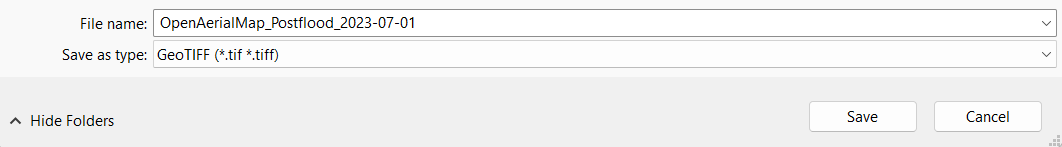 File name: OpenAerialMap_Postflood_2023-07-01
Save as type: GeoTIFF (*.tif *.tiff)
Hide Folders Save Cancel